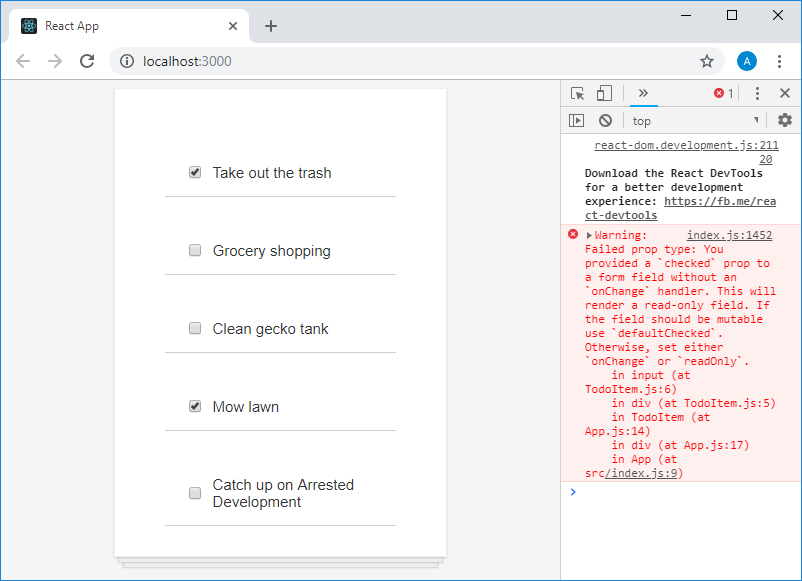 React App
localhost:3000
A
1
top
Take out the trash
Grocery shopping
Clean gecko tank
Mow lawn
Catch up on Arrested
Development
react-dom.development.js:211
20
Download the React DevTools
for a better development
experience: https://fb.me/rea
ct-devtools
Warning: index.js:1452
Failed prop type: You
provided a `checked` prop to
a form field without an
`onChange` handler. This will
render a read-only field. If
the field should be mutable
use `defaultChecked`.
Otherwise, set either
`onChange` or `readOnly`.
in input (at
TodoItem.js:6)
in div (at TodoItem.js:5)
in TodoItem (at
App.js:14)
in div (at App.js:17)
in App (at
src/index.js:9)